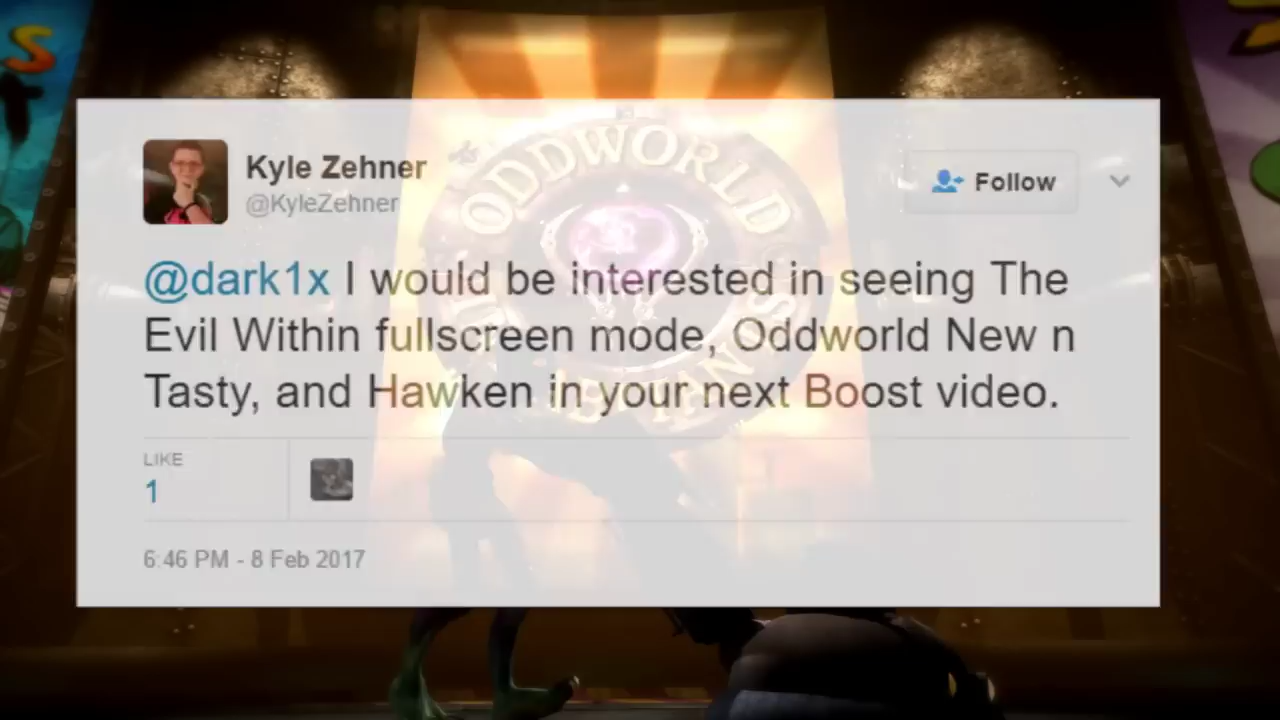 S
ODDWORLD
Kyle Zehner
@KyleZehner
Follow
@dark1x I would be interested in seeing The
Evil Within fullscreen mode, Oddworld New n
Tasty, and Hawken in your next Boost video.
LIKE
1
6:46 PM - 8 Feb 2017